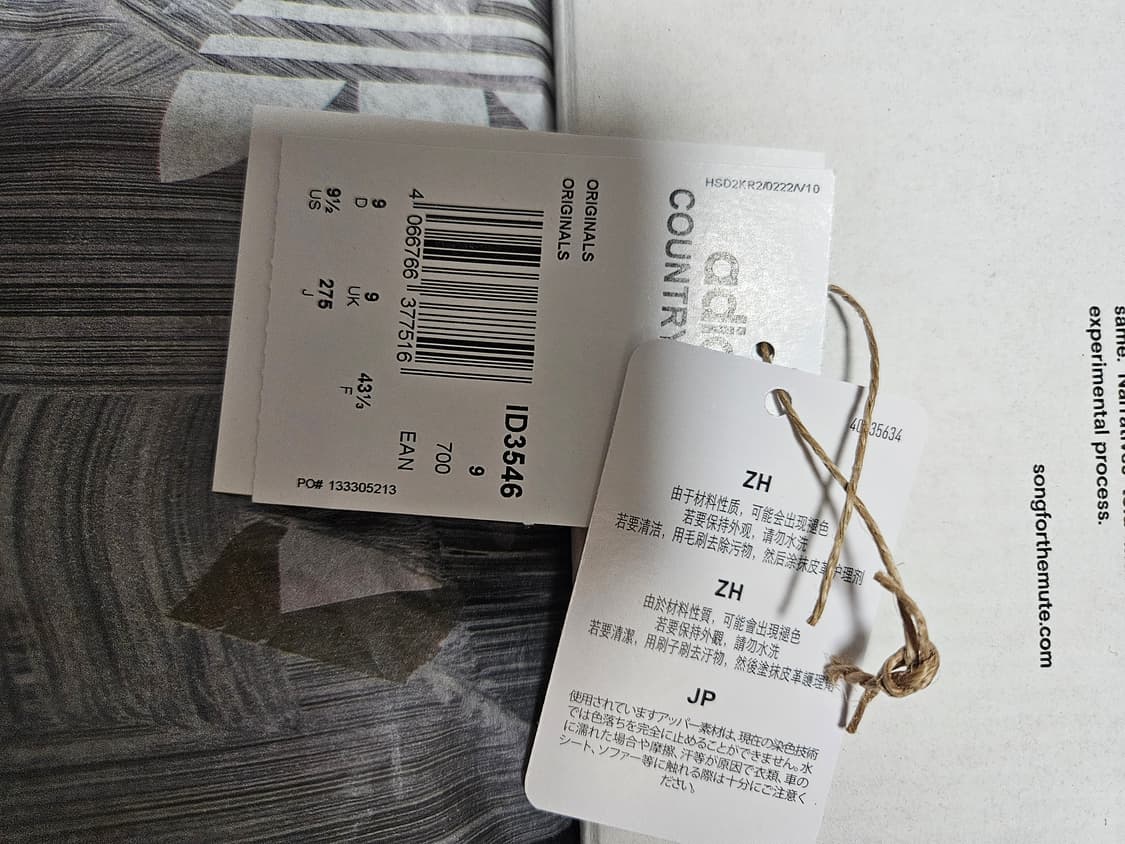 HSD2KR2/0222/V10
COUNTRY
ORIGINALS
ORIGINALS
ID3546
9
700
EAN
4 066766 377516
9 9 43⅓
D UK F
9½ 275
US J
PO# 133305213
ZH
由于材料性质，可能会出现褪色
若要保持外观，请勿水洗
若要清洁，用毛刷去除污物，然后涂抹皮革护理剂
ZH
由於材料性質，可能會出現褪色
若要保持外觀，請勿水洗
若要清潔，用刷子刷去汙物，然後塗抹皮革護理
JP
使用されていますアッパー素材は、現在の染色技術
では色落ちを完全に止めることができません。水
に濡れた場合や摩擦、汗等が原因で衣類、車の
シート、ソファー等に触れる際は十分にご注意く
ださい。
experimental process.
songforthemute.com